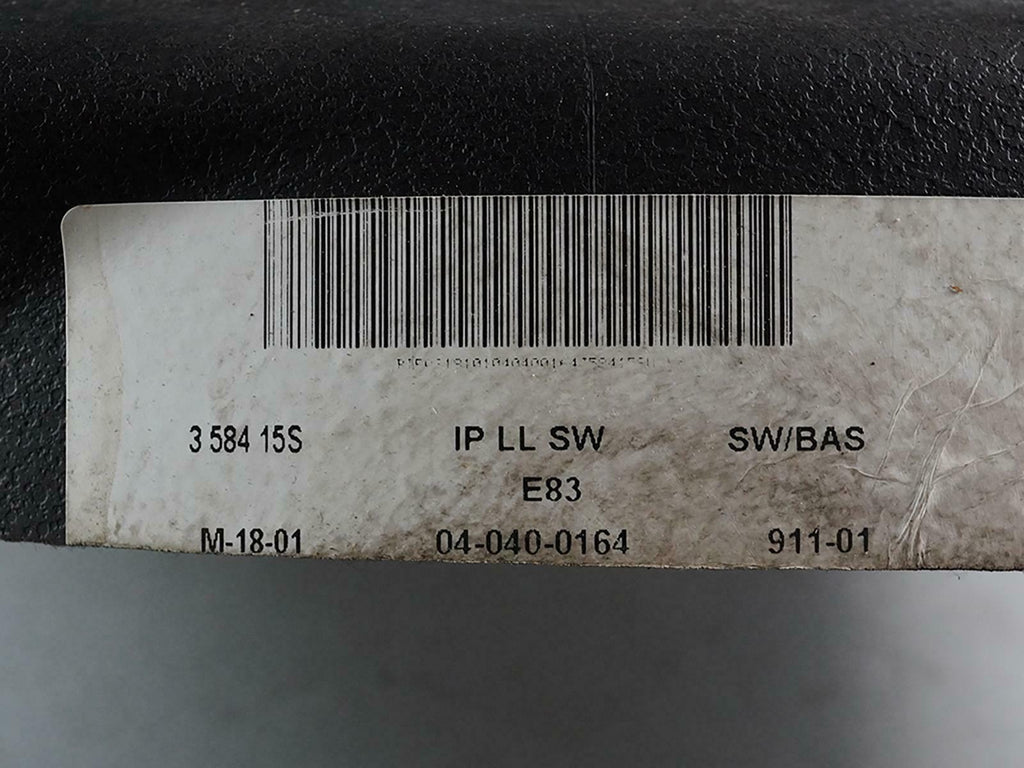 3 584 15S IP LL SW SW/BAS
E83
M-18-01 04-040-0164 911-01